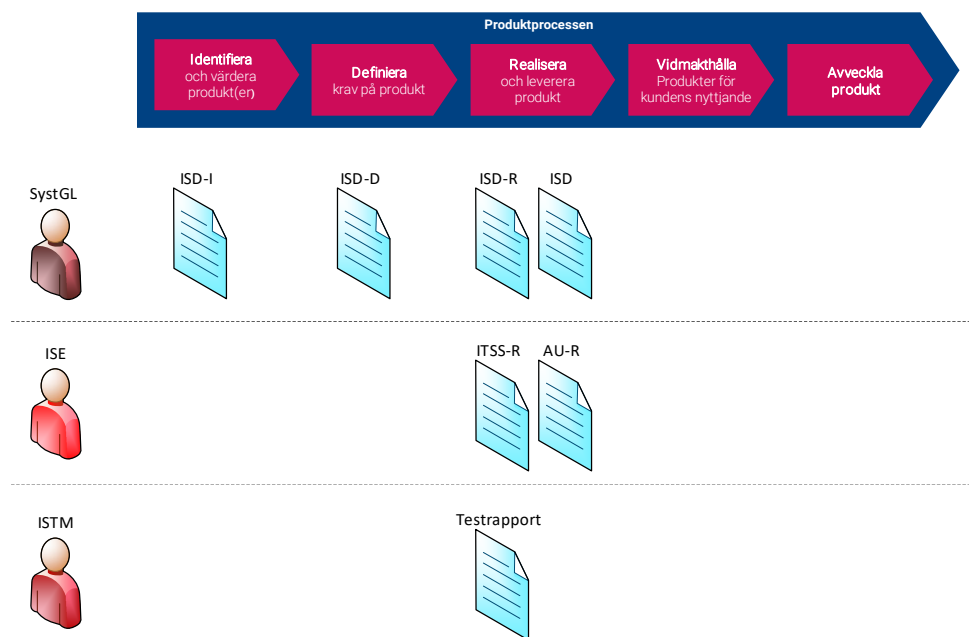 Produktprocessen
Identifiera
och värdera
produkt(er)
Definiera
krav på produkt
Realisera
och leverera
produkt
Vidmakthålla
Produkter för
kundens nyttjande
Avveckla
produkt
SystGL
ISD-I
ISD-D
ISD-R
ISD
ISE
ITSS-R
AU-R
ISTM
Testrapport